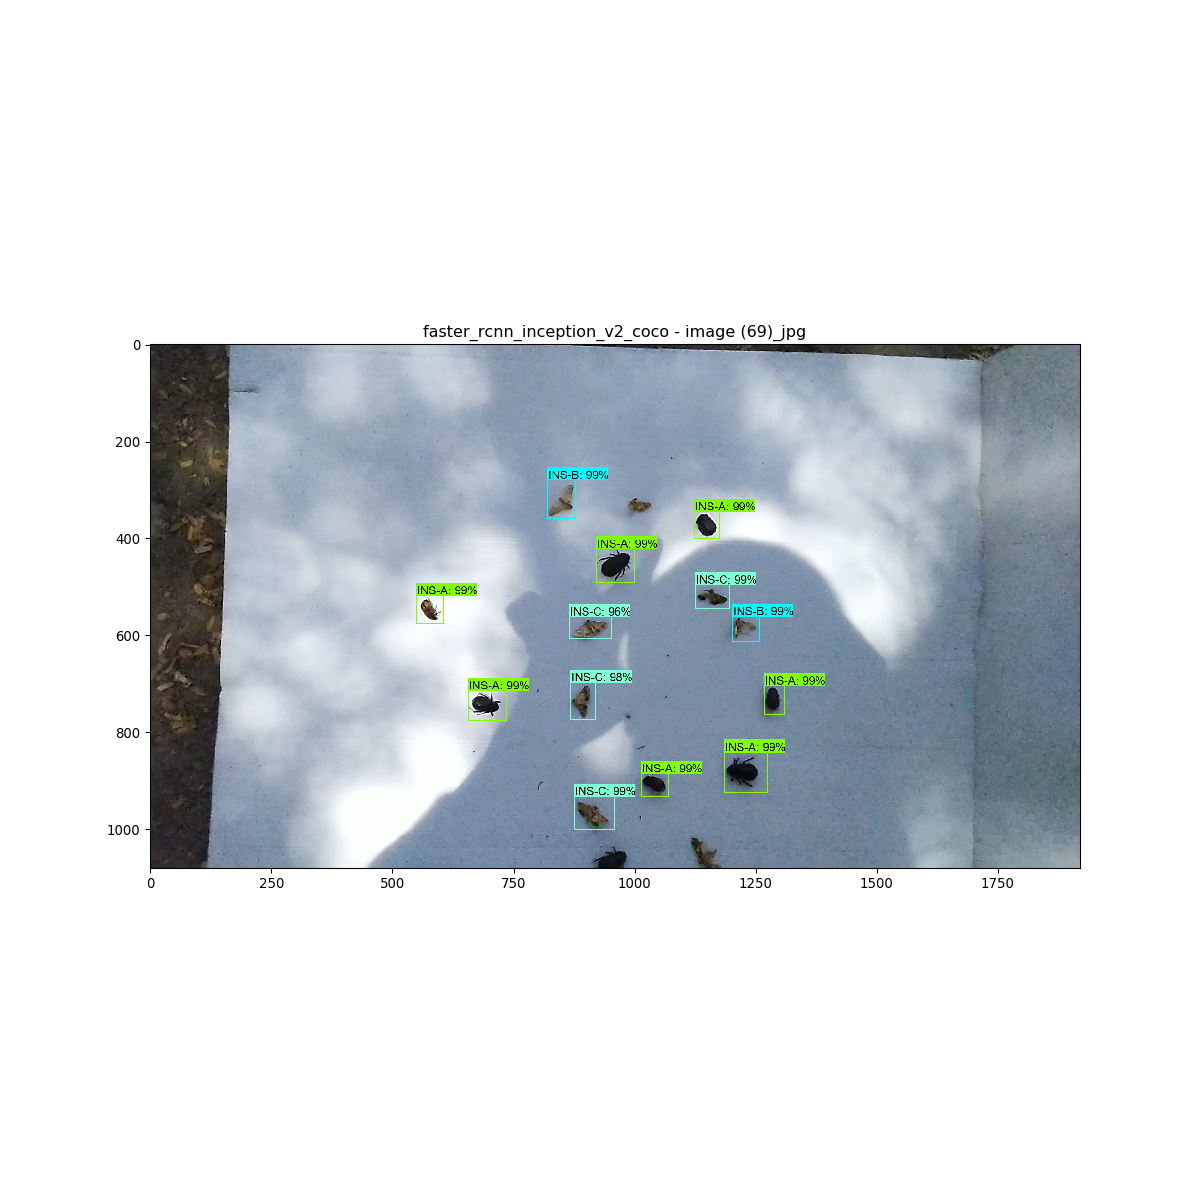 faster_rcnn_inception_v2_coco - image (69)_jpg
0
200
400
600
800
1000
0
250
500
750
1000
1250
1500
1750
INS-B: 99%
INS-A: 99%
INS-A: 99%
INS-C: 99%
INS-A: 99%
INS-C: 96%
INS-B: 99%
INS-C: 98%
INS-A: 99%
INS-A: 99%
INS-A: 99%
INS-A: 99%
INS-C: 99%